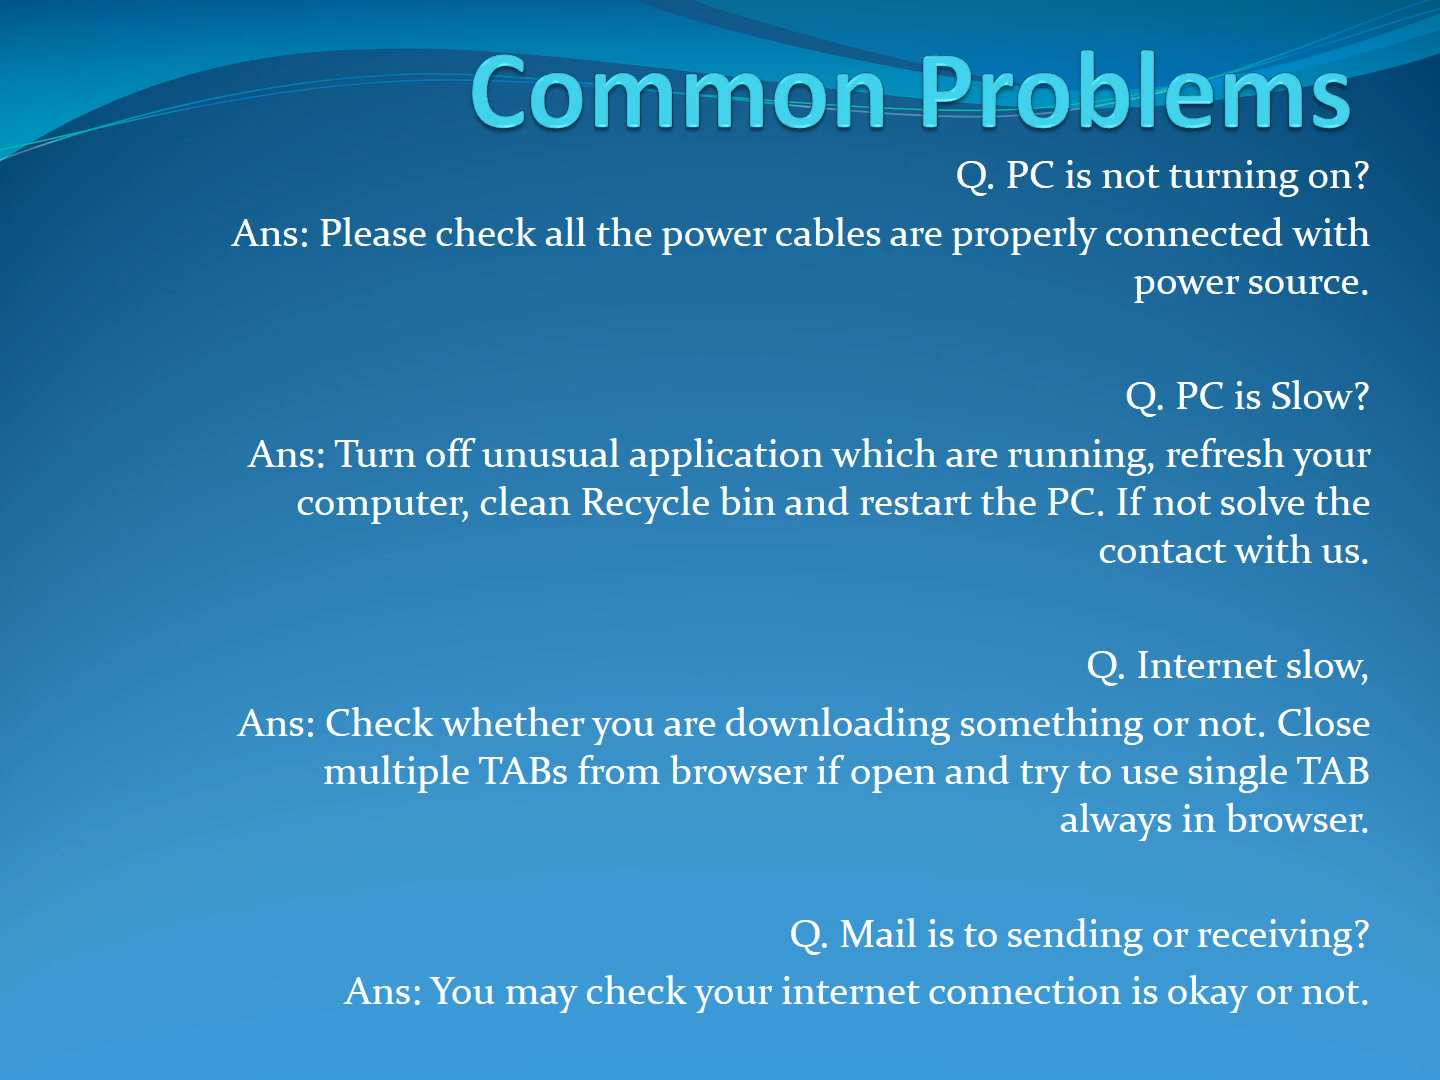 Common Problems
Q. PC is not turning on?
Ans: Please check all the power cables are properly connected with
power source.
Q. PC is Slow?
Ans: Turn off unusual application which are running, refresh your
computer, clean Recycle bin and restart the PC. If not solve the
contact with us.
Q. Internet slow,
Ans: Check whether you are downloading something or not. Close
multiple TABs from browser if open and try to use single TAB
always in browser.
Q. Mail is to sending or receiving?
Ans: You may check your internet connection is okay or not.